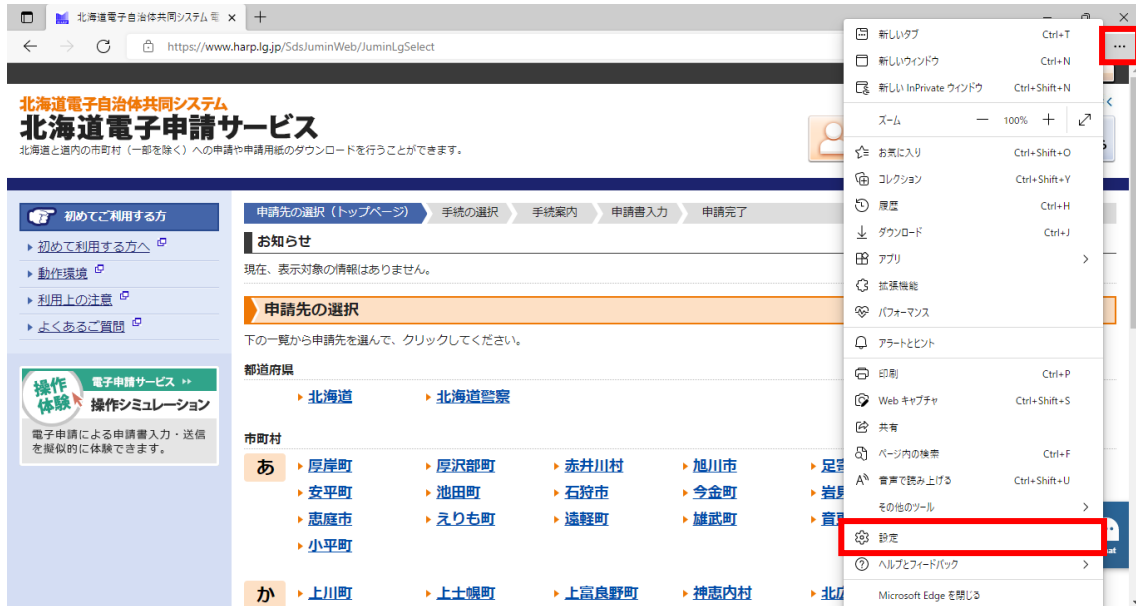 北海道電子自治体共同システム 電
https://www.harp.lg.jp/SdsJuminWeb/JuminLgSelect
北海道電子自治体共同システム
北海道電子申請サービス
北海道と道内の市町村（一部を除く）への申請や申請用紙のダウンロードを行うことができます。
初めてご利用する方
初めて利用する方へ
動作環境
利用上の注意
よくあるご質問
操作体験
電子申請サービス
操作シミュレーション
電子申請による申請書入力・送信
を擬似的に体験できます。
申請先の選択（トップページ） 手続の選択 手続案内 申請書入力 申請完了
お知らせ
現在、表示対象の情報はありません。
申請先の選択
下の一覧から申請先を選んで、クリックしてください。
都道府県
北海道 北海道警察
市町村
あ 厚岸町 厚沢部町 赤井川村 旭川市
安平町 池田町 石狩市 今金町
恵庭市 えりも町 遠軽町 雄武町
小平町
か 上川町 上士幌町 上富良野町 神恵内村
新しいタブ Ctrl+T
新しいウィンドウ Ctrl+N
新しい InPrivate ウィンドウ Ctrl+Shift+N
ズーム 100%
お気に入り Ctrl+Shift+O
コレクション Ctrl+Shift+Y
履歴 Ctrl+H
ダウンロード Ctrl+J
アプリ
拡張機能
パフォーマンス
アラートとヒント
印刷 Ctrl+P
Web キャプチャ Ctrl+Shift+S
共有
ページ内の検索 Ctrl+F
音声で読み上げる Ctrl+Shift+U
その他のツール
設定
ヘルプとフィードバック
Microsoft Edge を閉じる